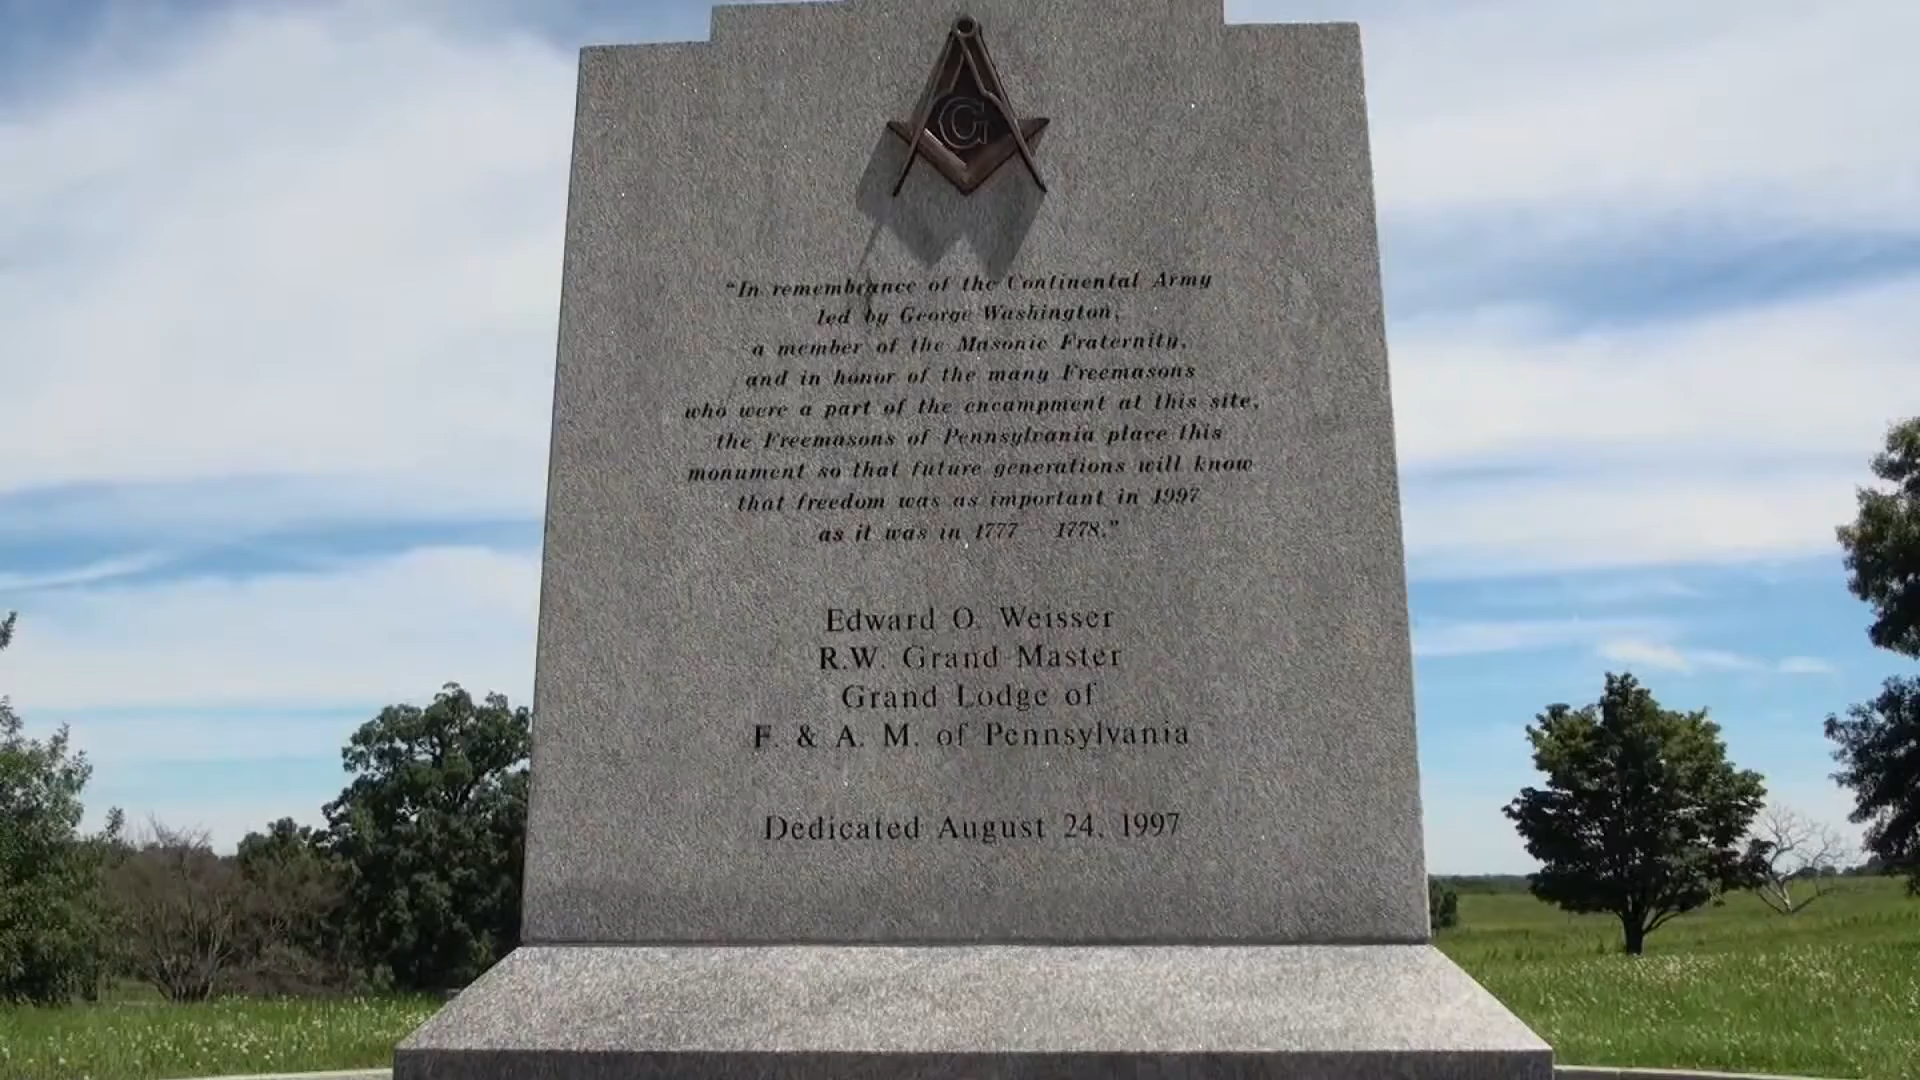 G
"In remembrance of the Continental Army
led by George Washington,
a member of the Masonic Fraternity,
and in honor of the many Freemasons
who were a part of the encampment at this site,
the Freemasons of Pennsylvania place this
monument so that future generations will know
that freedom was as important in 1997
as it was in 1777 – 1778."
Edward O. Weisser
R.W. Grand Master
Grand Lodge of
F. & A. M. of Pennsylvania
Dedicated August 24, 1997